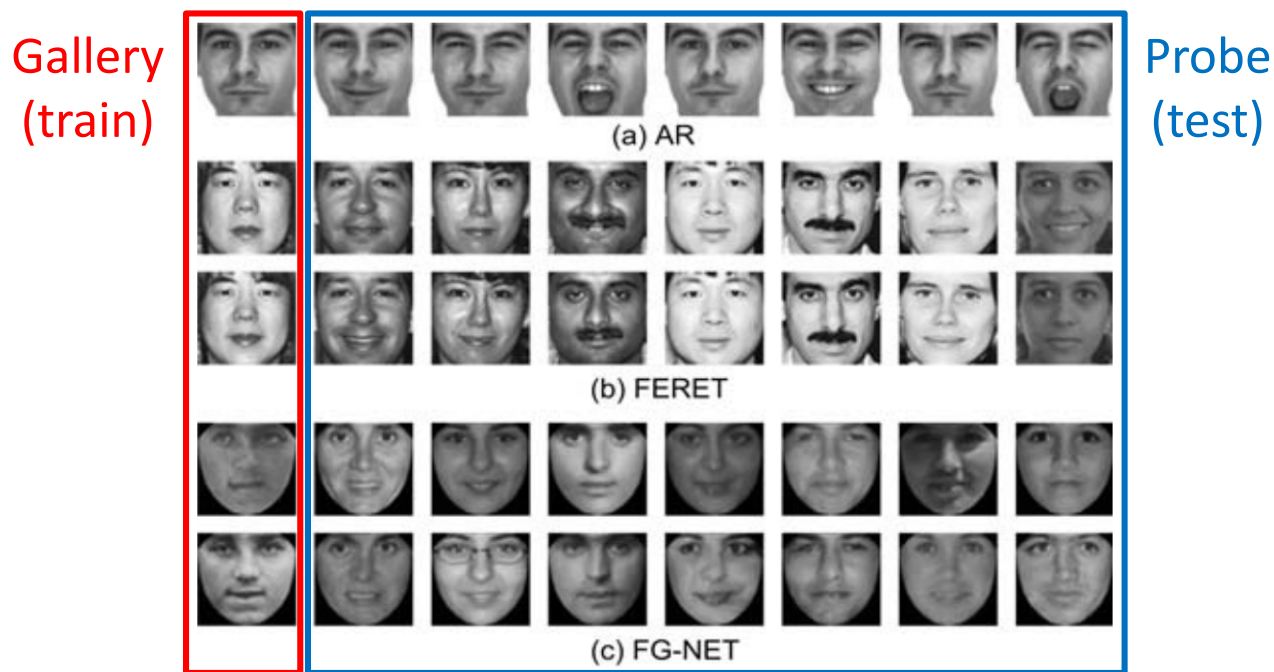 Gallery
(train)
Probe
(test)
(a) AR
(b) FERET
(c) FG-NET